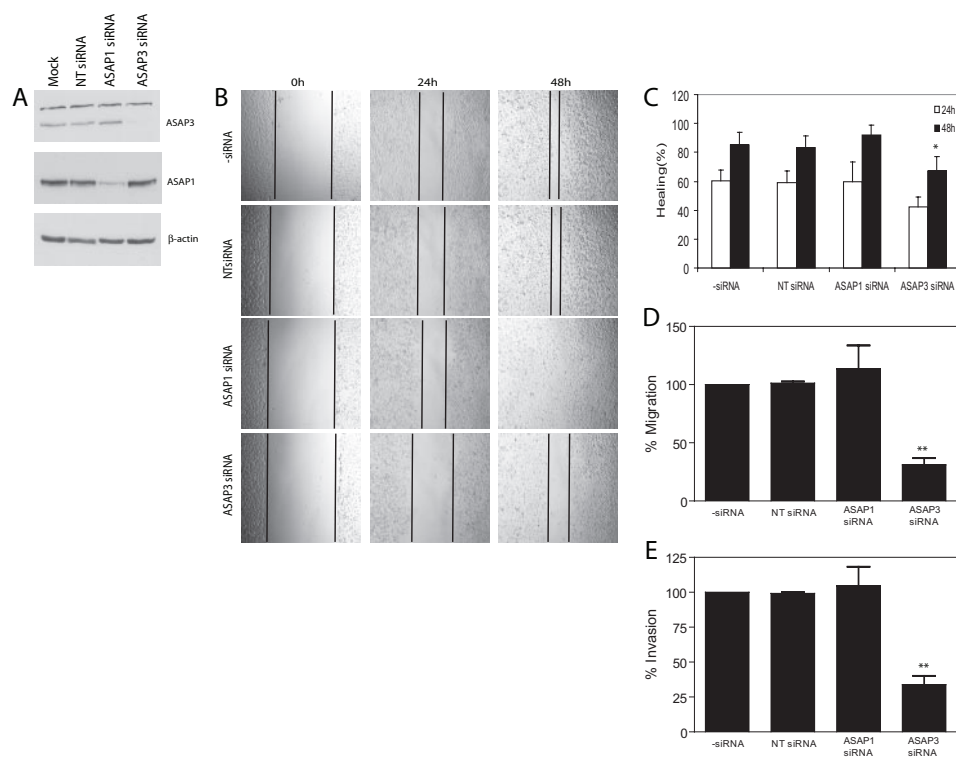 A
Mock
NT siRNA
ASAP1 siRNA
ASAP3 siRNA
ASAP3
ASAP1
β-actin
B
0h
24h
48h
-siRNA
NTsiRNA
ASAP1 siRNA
ASAP3 siRNA
C
Healing(%)
120
100
80
60
40
20
0
24h
48h
*
-siRNA
NT siRNA
ASAP1 siRNA
ASAP3 siRNA
D
% Migration
150
100
50
0
**
-siRNA
NT siRNA
ASAP1
siRNA
ASAP3
siRNA
E
% Invasion
125
100
75
50
25
0
**
-siRNA
NT siRNA
ASAP1
siRNA
ASAP3
siRNA